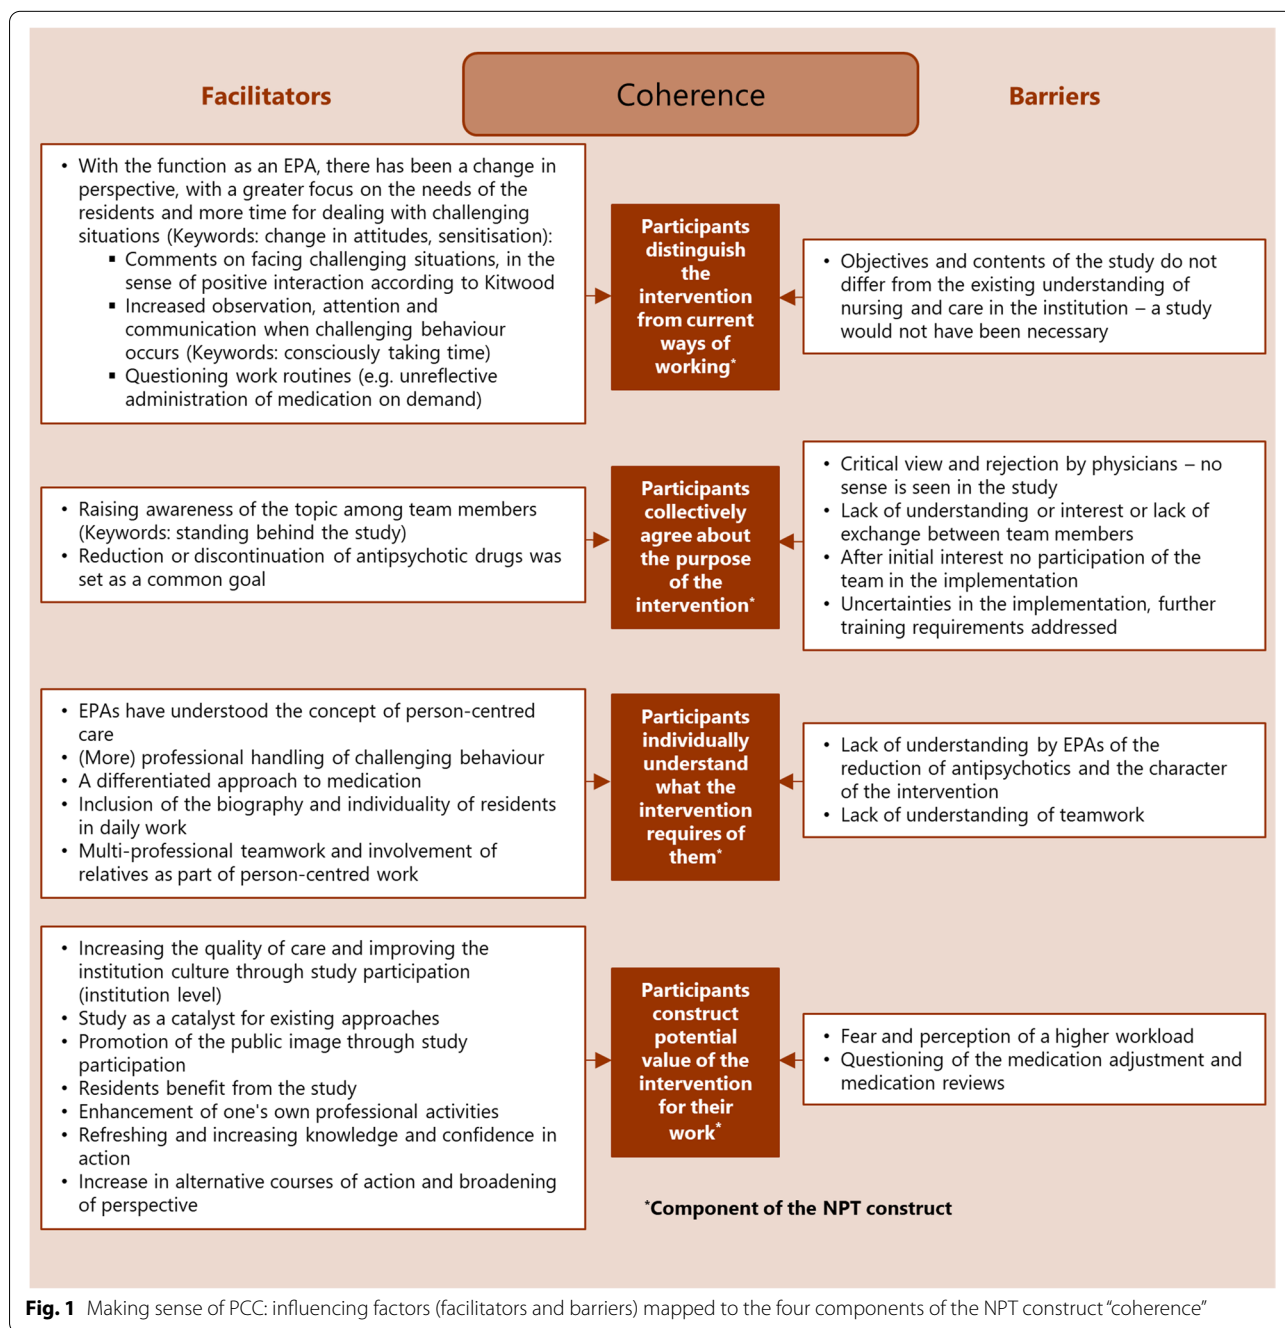 Facilitators
Coherence
Barriers
• With the function as an EPA, there has been a change in
perspective, with a greater focus on the needs of the
residents and more time for dealing with challenging
situations (Keywords: change in attitudes, sensitisation):
▪ Comments on facing challenging situations, in the
sense of positive interaction according to Kitwood
▪ Increased observation, attention and
communication when challenging behaviour
occurs (Keywords: consciously taking time)
▪ Questioning work routines (e.g. unreflective
administration of medication on demand)
Participants
distinguish
the
intervention
from current
ways of
working*
• Objectives and contents of the study do not
differ from the existing understanding of
nursing and care in the institution – a study
would not have been necessary
• Raising awareness of the topic among team members
(Keywords: standing behind the study)
• Reduction or discontinuation of antipsychotic drugs was
set as a common goal
Participants
collectively
agree about
the purpose
of the
intervention*
• Critical view and rejection by physicians – no
sense is seen in the study
• Lack of understanding or interest or lack of
exchange between team members
• After initial interest no participation of the
team in the implementation
• Uncertainties in the implementation, further
training requirements addressed
• EPAs have understood the concept of person-centred
care
• (More) professional handling of challenging behaviour
• A differentiated approach to medication
• Inclusion of the biography and individuality of residents
in daily work
• Multi-professional teamwork and involvement of
relatives as part of person-centred work
Participants
individually
understand
what the
intervention
requires of
them*
• Lack of understanding by EPAs of the
reduction of antipsychotics and the character
of the intervention
• Lack of understanding of teamwork
• Increasing the quality of care and improving the
institution culture through study participation
(institution level)
• Study as a catalyst for existing approaches
• Promotion of the public image through study
participation
• Residents benefit from the study
• Enhancement of one's own professional activities
• Refreshing and increasing knowledge and confidence in
action
• Increase in alternative courses of action and broadening
of perspective
Participants
construct
potential
value of the
intervention
for their
work*
• Fear and perception of a higher workload
• Questioning of the medication adjustment and
medication reviews
*Component of the NPT construct
Fig. 1 Making sense of PCC: influencing factors (facilitators and barriers) mapped to the four components of the NPT construct “coherence”